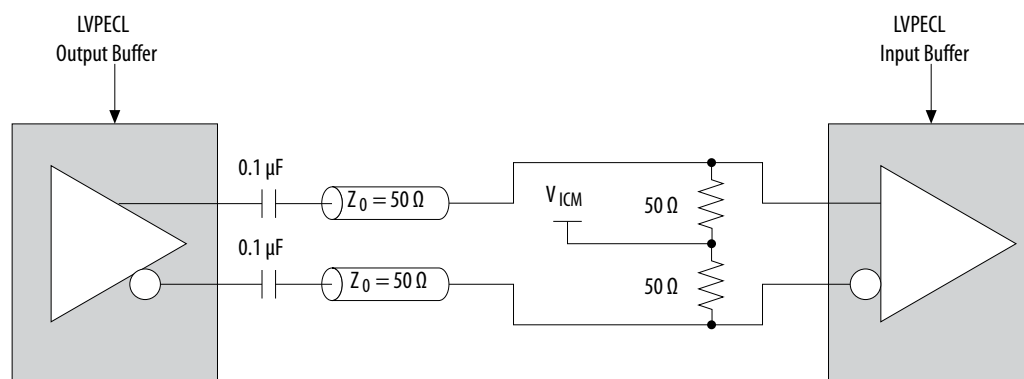 LVPECL
Output Buffer
LVPECL
Input Buffer
0.1 µF
Z0 = 50 Ω
VICM
50 Ω
0.1 µF
Z0 = 50 Ω
50 Ω